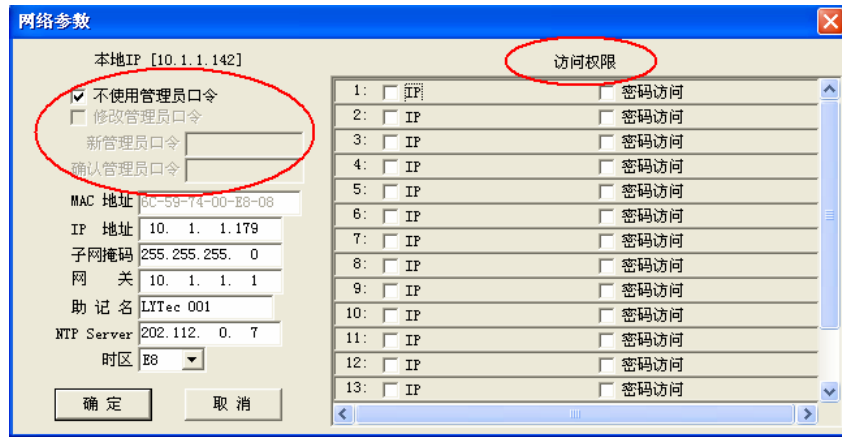 网络参数
本地IP [10.1.1.142]
不使用管理员口令
修改管理员口令
新管理员口令
确认管理员口令
MAC 地址 6C-59-74-00-E8-08
IP 地址 10. 1. 1.179
子网掩码 255.255.255. 0
网 关 10. 1. 1. 1
助 记 名 LYTec 001
NTP Server 202.112. 0. 7
时区 E8
确 定 取 消
访问权限
1: IP 密码访问
2: IP 密码访问
3: IP 密码访问
4: IP 密码访问
5: IP 密码访问
6: IP 密码访问
7: IP 密码访问
8: IP 密码访问
9: IP 密码访问
10: IP 密码访问
11: IP 密码访问
12: IP 密码访问
13: IP 密码访问